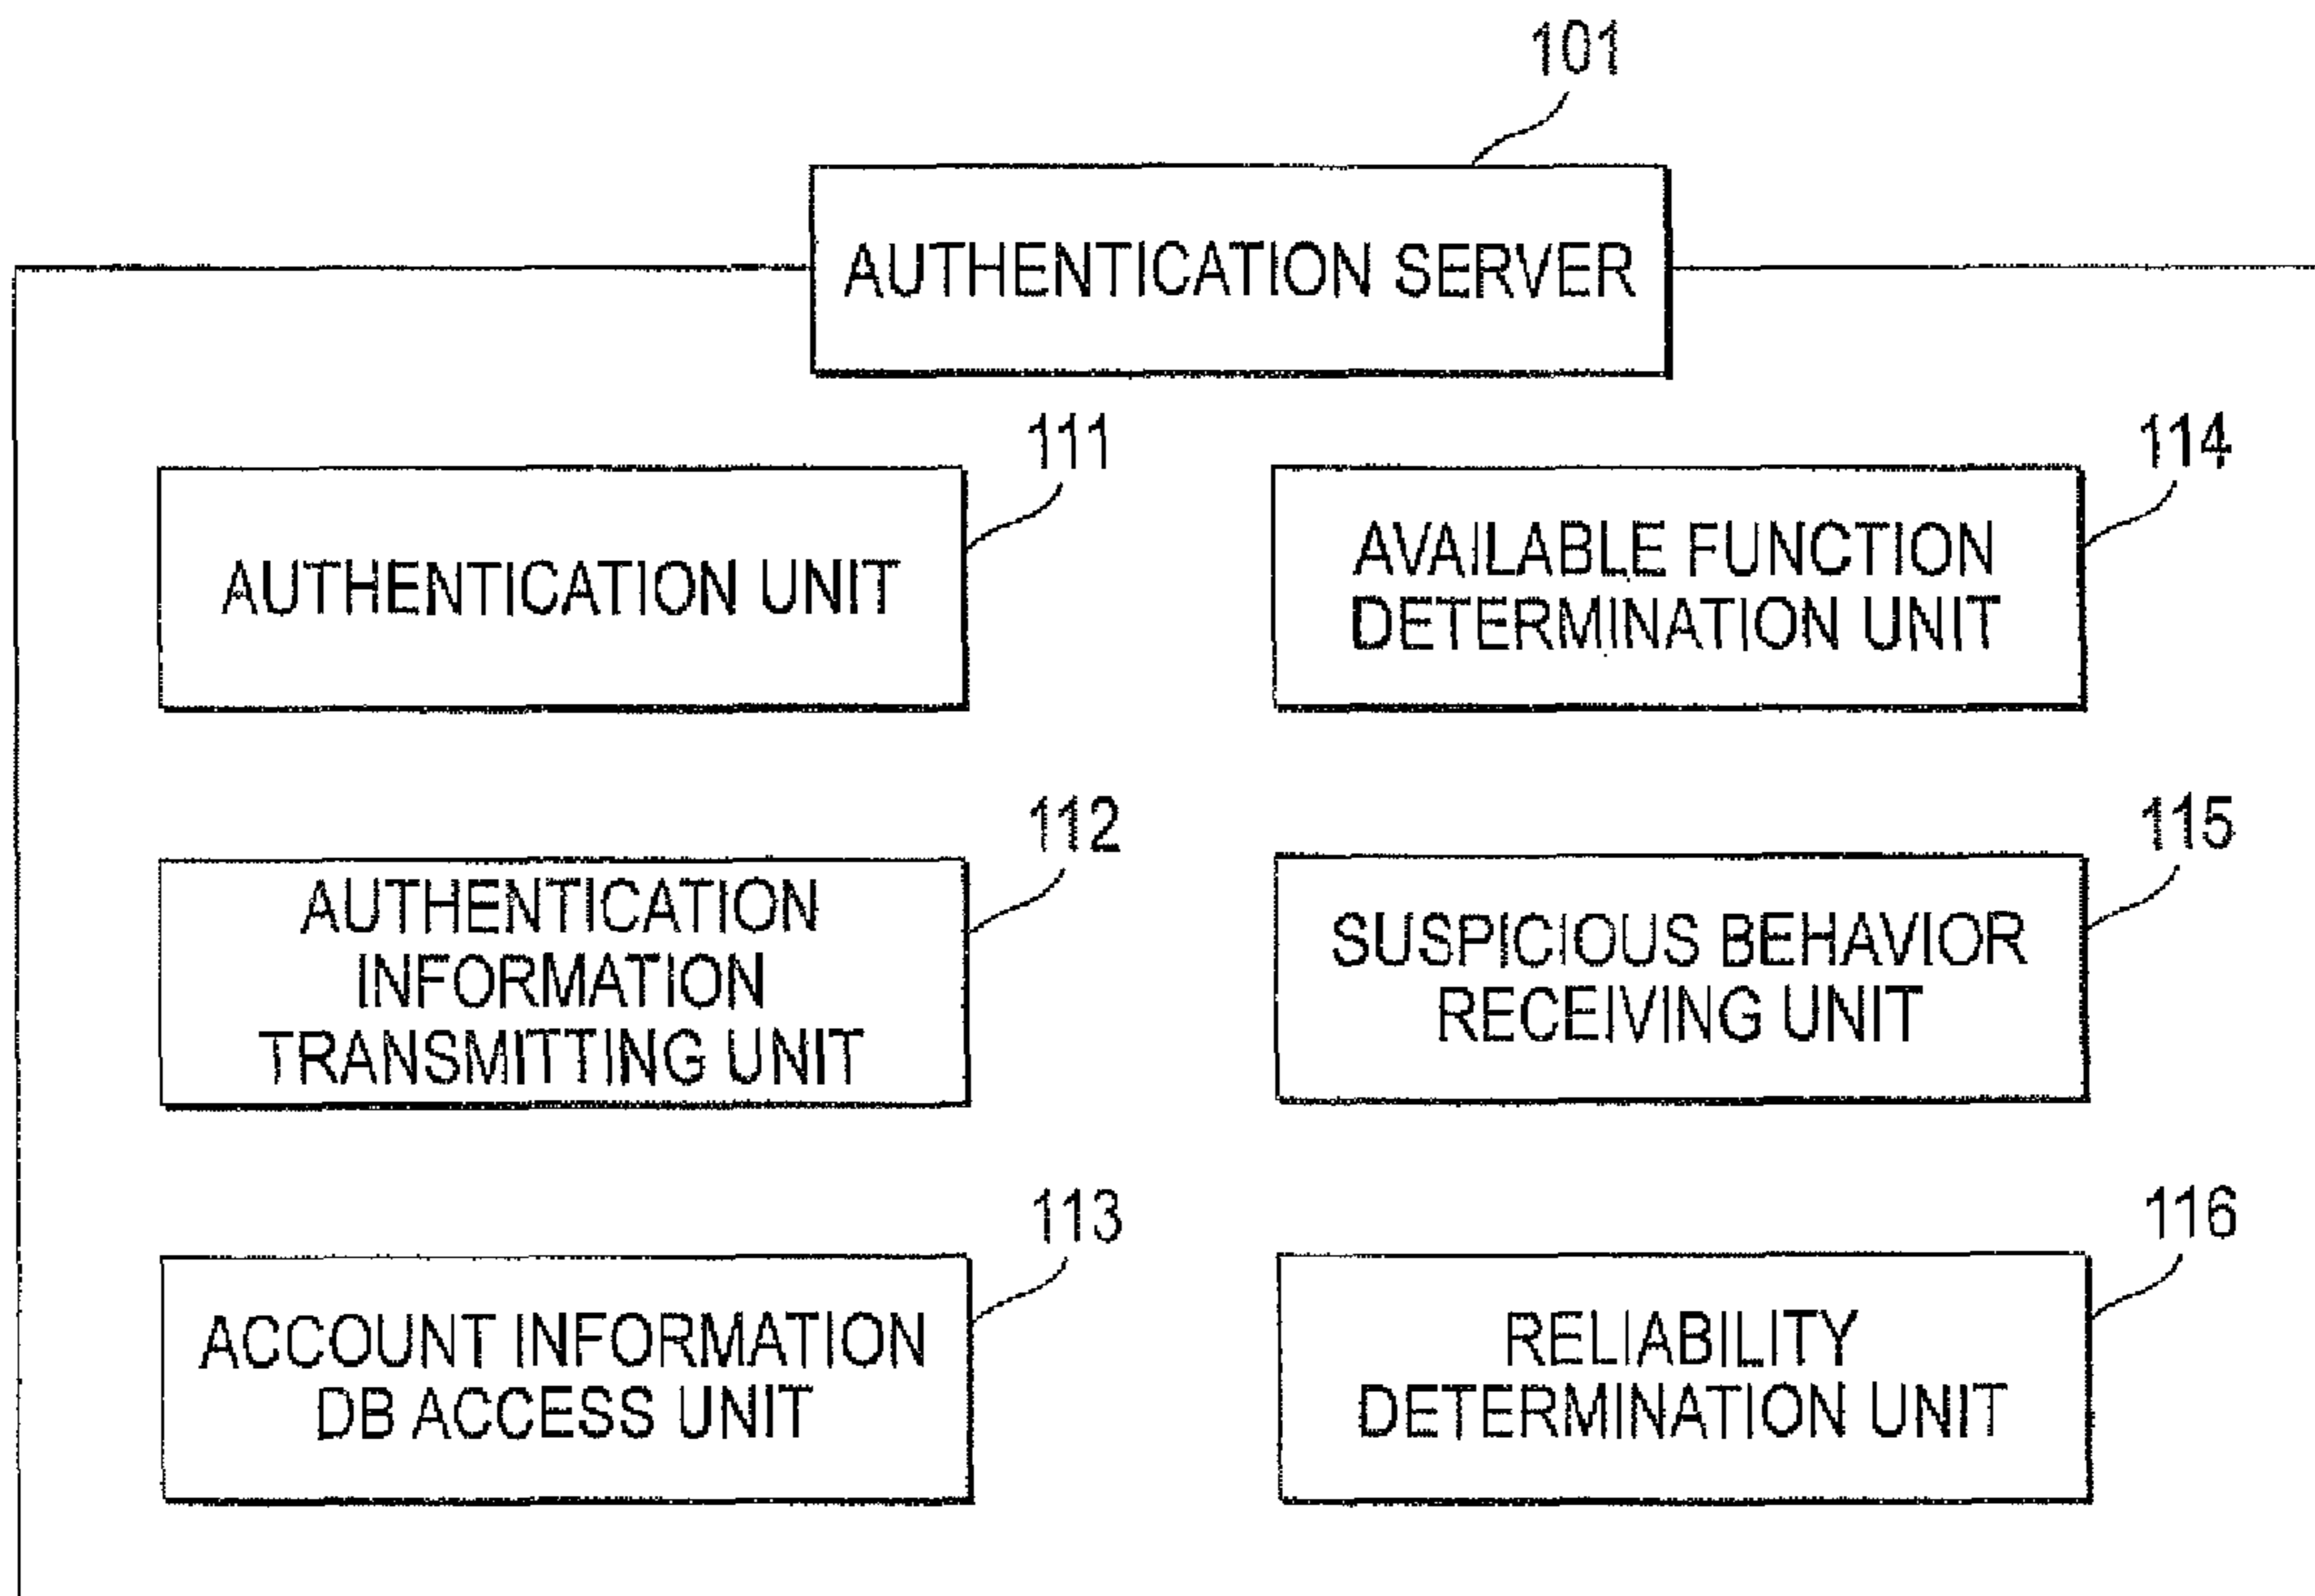 101
AUTHENTICATION SERVER
111
AUTHENTICATION UNIT
114
AVAILABLE FUNCTION
DETERMINATION UNIT
112
AUTHENTICATION
INFORMATION
TRANSMITTING UNIT
115
SUSPICIOUS BEHAVIOR
RECEIVING UNIT
113
ACCOUNT INFORMATION
DB ACCESS UNIT
116
RELIABILITY
DETERMINATION UNIT